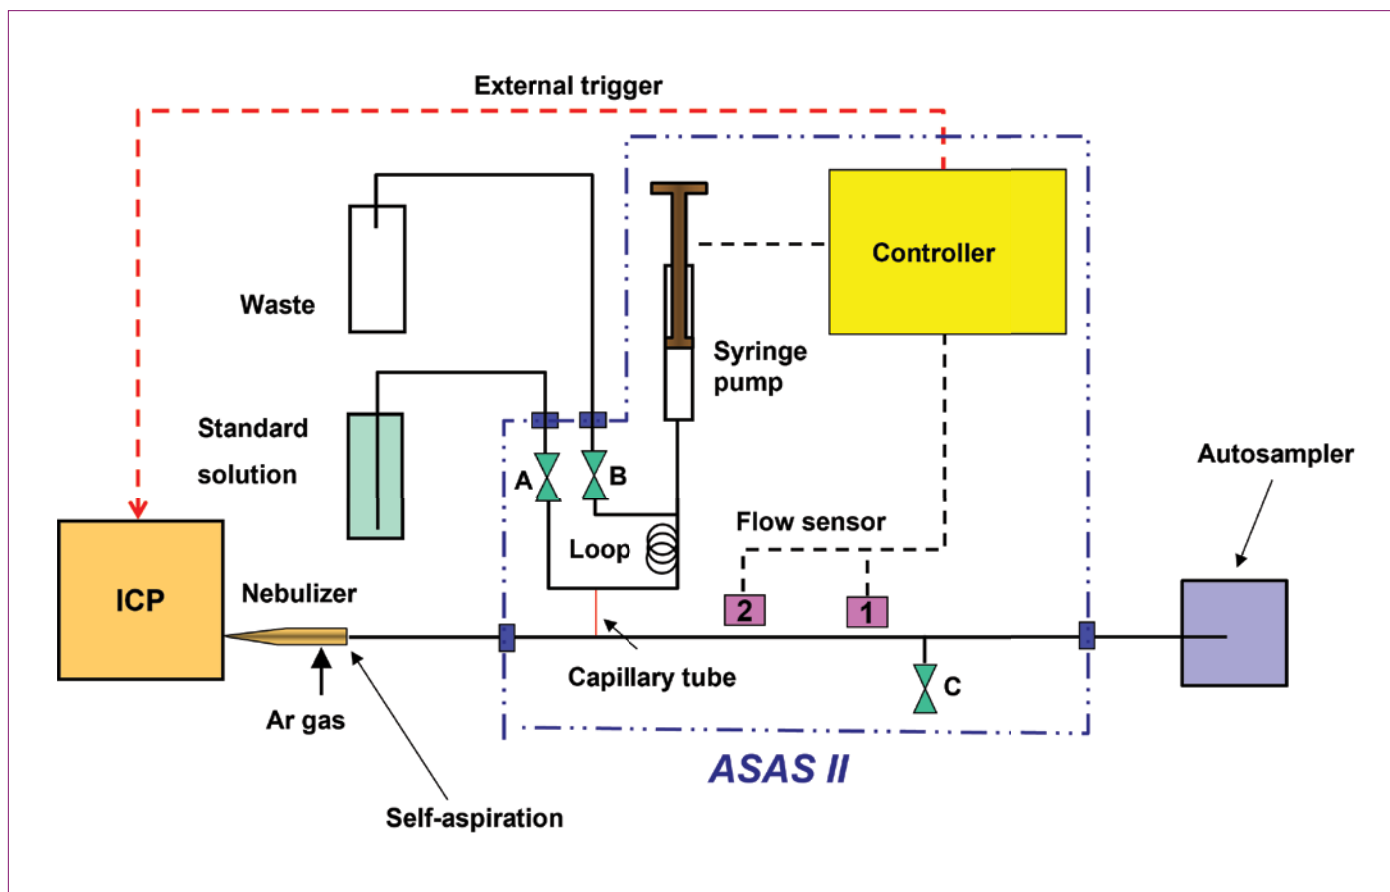 External trigger
Controller
Waste
Syringe
pump
Standard
solution
A
B
Autosampler
Flow sensor
Loop
ICP
Nebulizer
2
1
Capillary tube
C
Ar gas
ASAS II
Self-aspiration